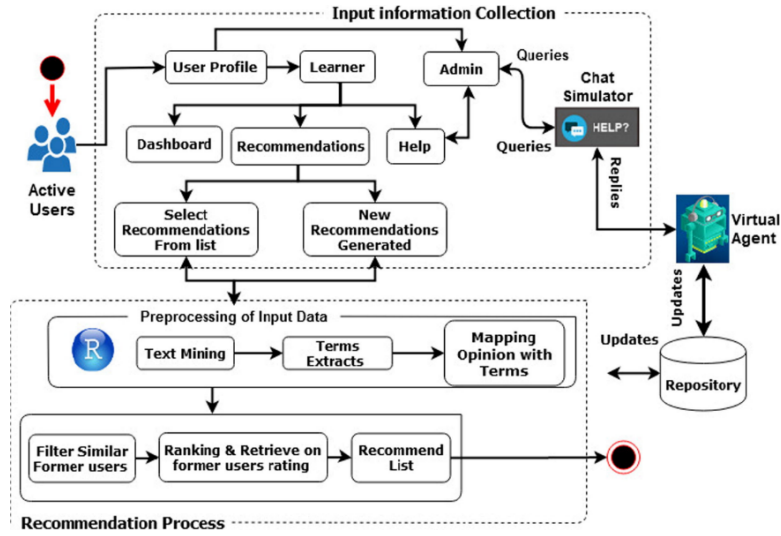 Input information Collection
User Profile
Learner
Admin
Queries
Chat
Simulator
HELP?
Queries
Replies
Active
Users
Dashboard
Recommendations
Help
Select
Recommendations
From list
New
Recommendations
Generated
Virtual
Agent
Updates
Updates
Repository
Preprocessing of Input Data
R
Text Mining
Terms
Extracts
Mapping
Opinion with
Terms
Filter Similar
Former users
Ranking & Retrieve on
former users rating
Recommend
List
Recommendation Process